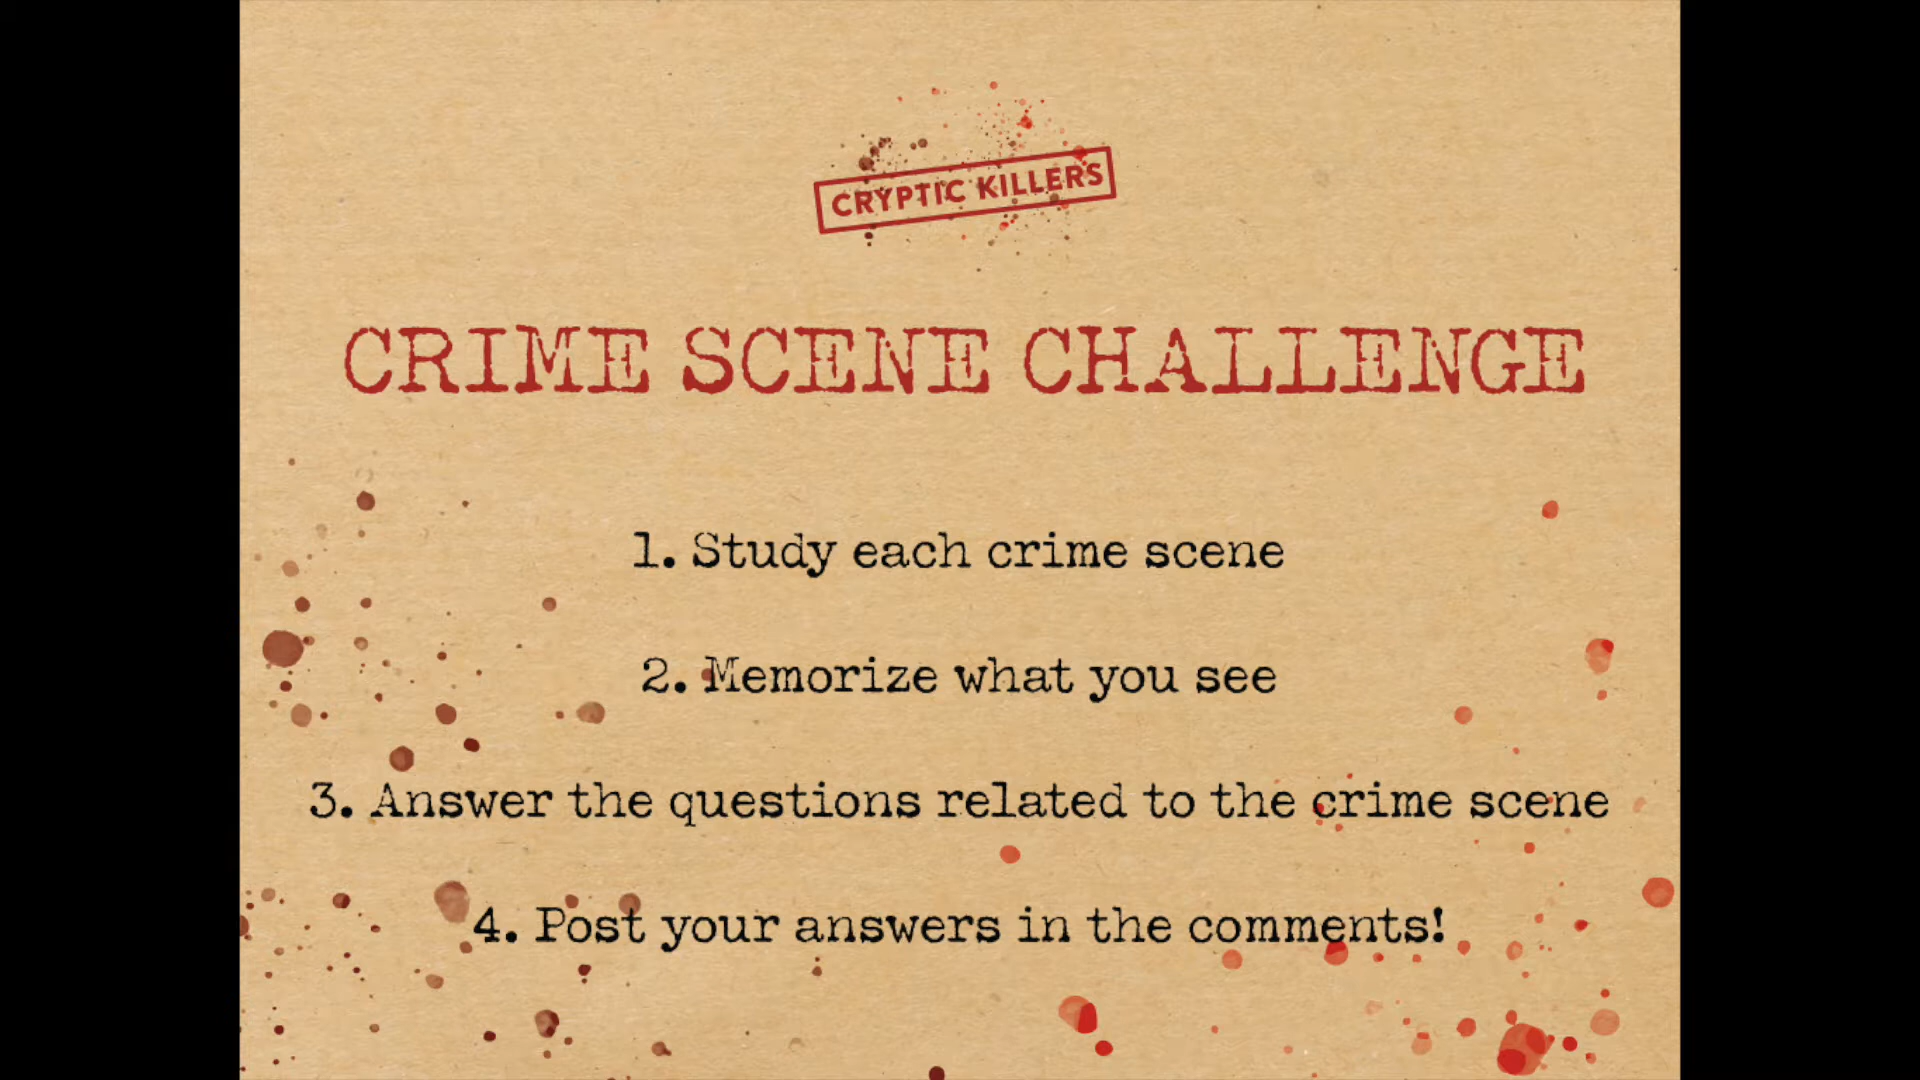 CRYPTIC KILLERS
CRIME SCENE CHALLENGE
1. Study each crime scene
2. Memorize what you see
3. Answer the questions related to the crime scene
4. Post your answers in the comments!